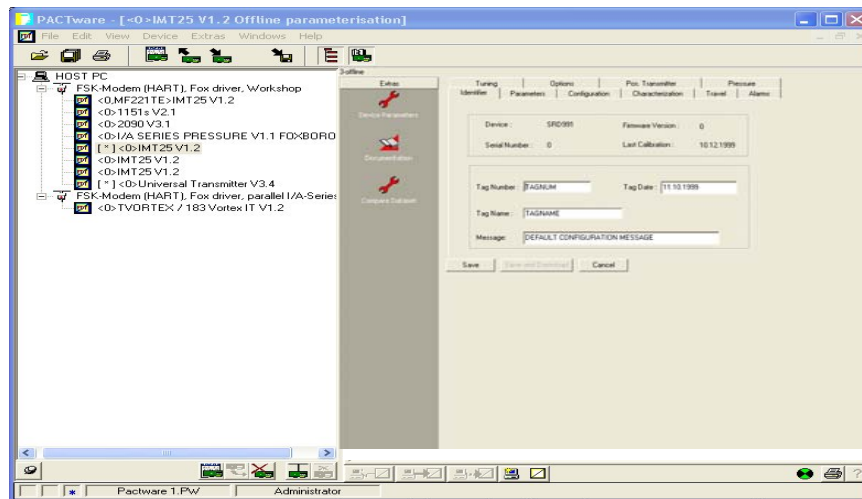 PACTware - [<0>IMT25 V1.2 Offline parameterisation]
File Edit View Device Extras Windows Help
HOST PC
FSK-Modem (HART), Fox driver, Workshop
<0,MF221TE>IMT25 V1.2
<0>1151s V2.1
<0>2090 V3.1
<0>I/A SERIES PRESSURE V1.1 FOXBORO
[ * ] <0>IMT25 V1.2
<0>IMT25 V1.2
<0>IMT25 V1.2
[ * ] <0>Universal Transmitter V3.4
FSK-Modem (HART), Fox driver, parallel I/A-Series
<0>TVORTEX / 183 Vortex IT V1.2
3-offline
Extras
Device Parameters
Documentation
Compare Dataset
Tuning Options Pos. Transmitter Pressure
Identifier Parameters Configuration Characterization Travel Alarms
Device : SRD991 Firmware Version : 0
Serial Number : 0 Last Calibration : 10.12.1999
Tag Number : TAGNUM Tag Date : 11.10.1999
Tag Name : TAGNAME
Message: DEFAULT CONFIGURATION MESSAGE
Save Save and Download Cancel
Pactware 1.PW Administrator